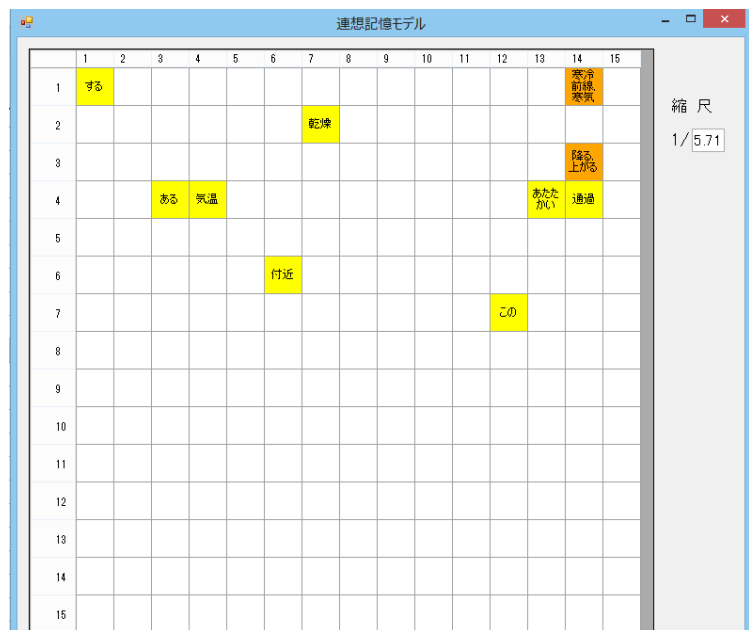 連想記憶モデル
1 2 3 4 5 6 7 8 9 10 11 12 13 14 15
1 する 寒冷
前線,
寒気
2 乾燥
3 降る,
上がる
4 ある 気温 あたた
かい 通過
5
6 付近
7 この
8
9
10
11
12
13
14
15
縮 尺
1/ 5.71